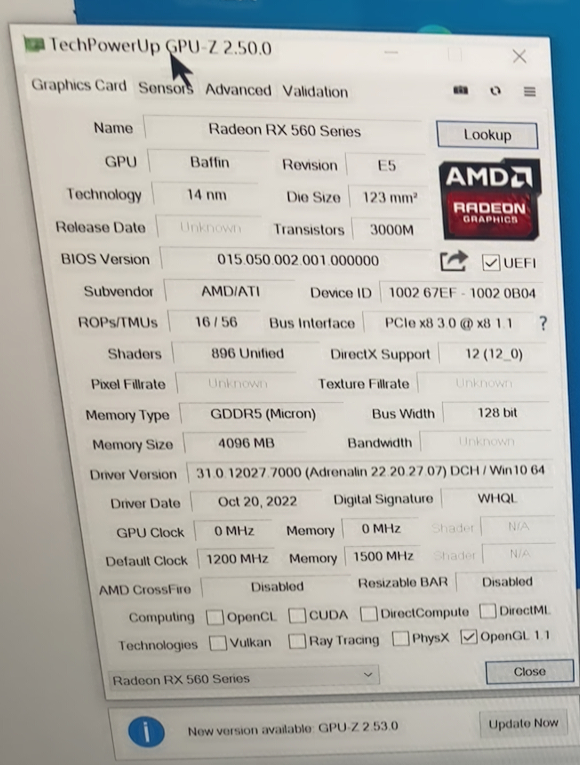 TechPowerUp GPU-Z 2.50.0
Graphics Card Sensors Advanced Validation
Name Radeon RX 560 Series Lookup
GPU Baffin Revision E5
AMD
RADEON
GRAPHICS
Technology 14 nm Die Size 123 mm²
Release Date Unknown Transistors 3000M
BIOS Version 015.050.002.001.000000 UEFI
Subvendor AMD/ATI Device ID 1002 67EF - 1002 0B04
ROPs/TMUs 16 / 56 Bus Interface PCIe x8 3.0 @ x8 1.1 ?
Shaders 896 Unified DirectX Support 12 (12_0)
Pixel Fillrate Unknown Texture Fillrate Unknown
Memory Type GDDR5 (Micron) Bus Width 128 bit
Memory Size 4096 MB Bandwidth Unknown
Driver Version 31.0.12027.7000 (Adrenalin 22.20.27.07) DCH / Win10 64
Driver Date Oct 20, 2022 Digital Signature WHQL
GPU Clock 0 MHz Memory 0 MHz Shader N/A
Default Clock 1200 MHz Memory 1500 MHz Shader N/A
AMD CrossFire Disabled Resizable BAR Disabled
Computing OpenCL CUDA DirectCompute DirectML
Technologies Vulkan Ray Tracing PhysX OpenGL 1.1
Radeon RX 560 Series Close
New version available: GPU-Z 2.53.0 Update Now